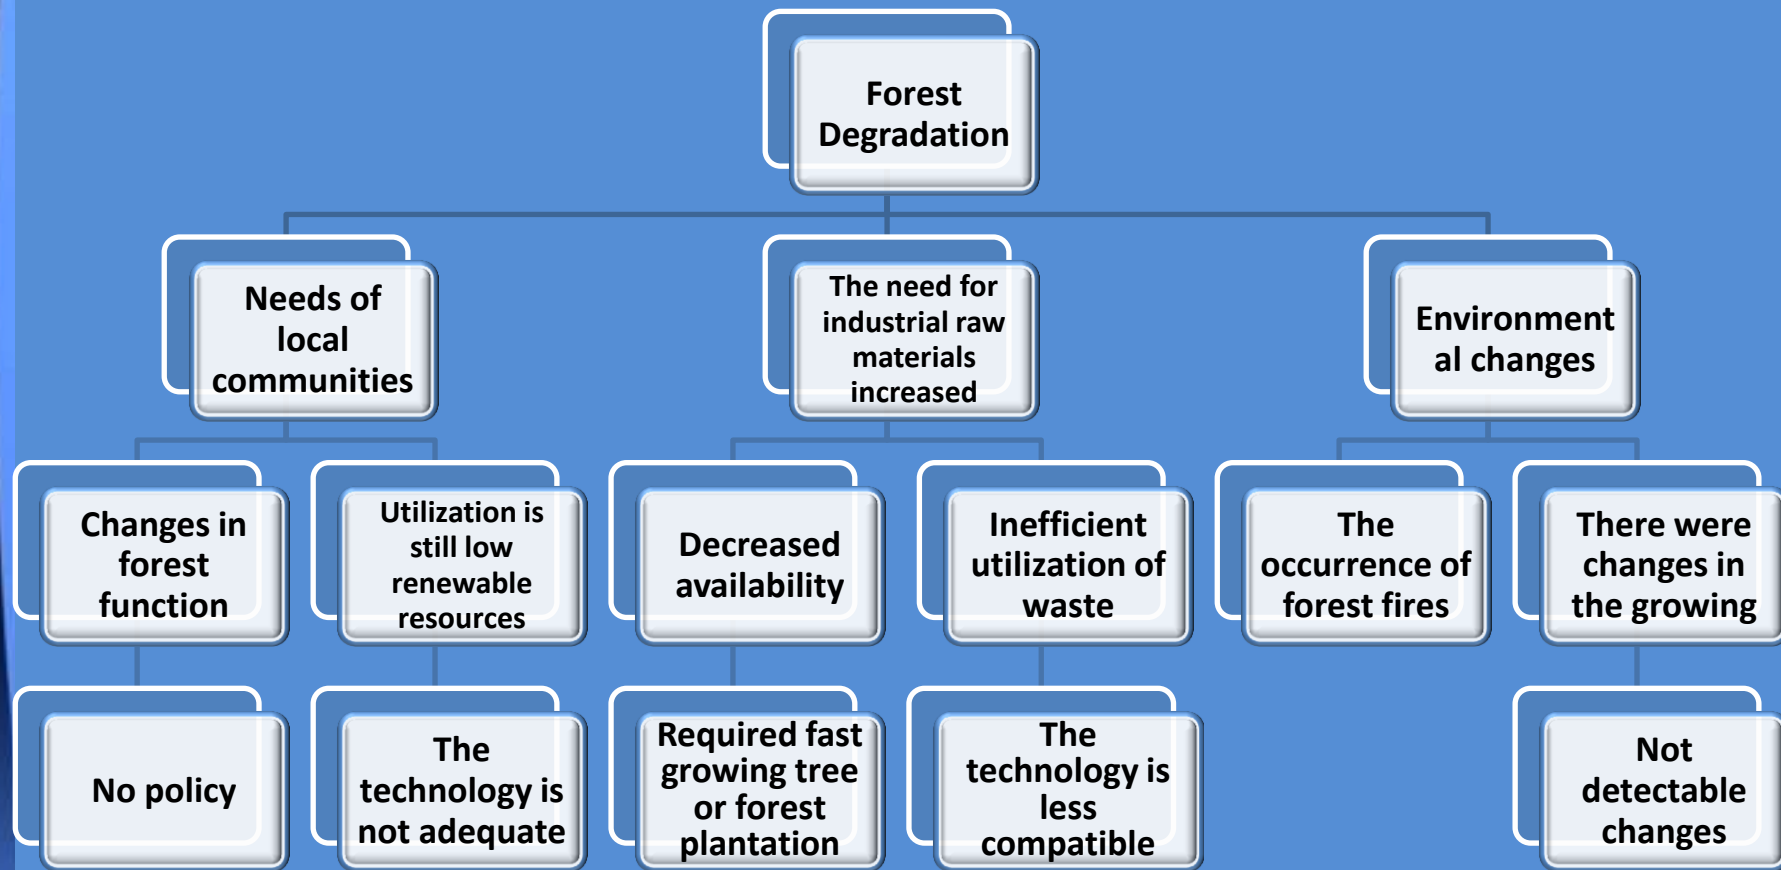 Forest
Degradation
Needs of
local
communities
The need for
industrial raw
materials
increased
Environment
al changes
Changes in
forest
function
Utilization is
still low
renewable
resources
Decreased
availability
Inefficient
utilization of
waste
The
occurrence of
forest fires
There were
changes in
the growing
No policy
The
technology is
not adequate
Required fast
growing tree
or forest
plantation
The
technology is
less
compatible
Not
detectable
changes